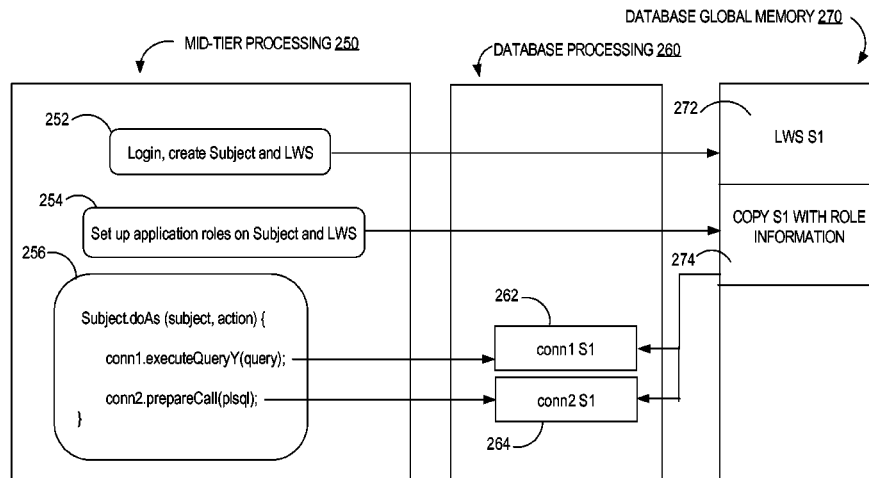 DATABASE GLOBAL MEMORY 270
MID-TIER PROCESSING 250
DATABASE PROCESSING 260
252
Login, create Subject and LWS
272
LWS S1
254
Set up application roles on Subject and LWS
COPY S1 WITH ROLE
INFORMATION
274
256
Subject.doAs (subject, action) {
conn1.executeQueryY(query);
conn2.prepareCall(plsql);
}
262
conn1 S1
conn2 S1
264